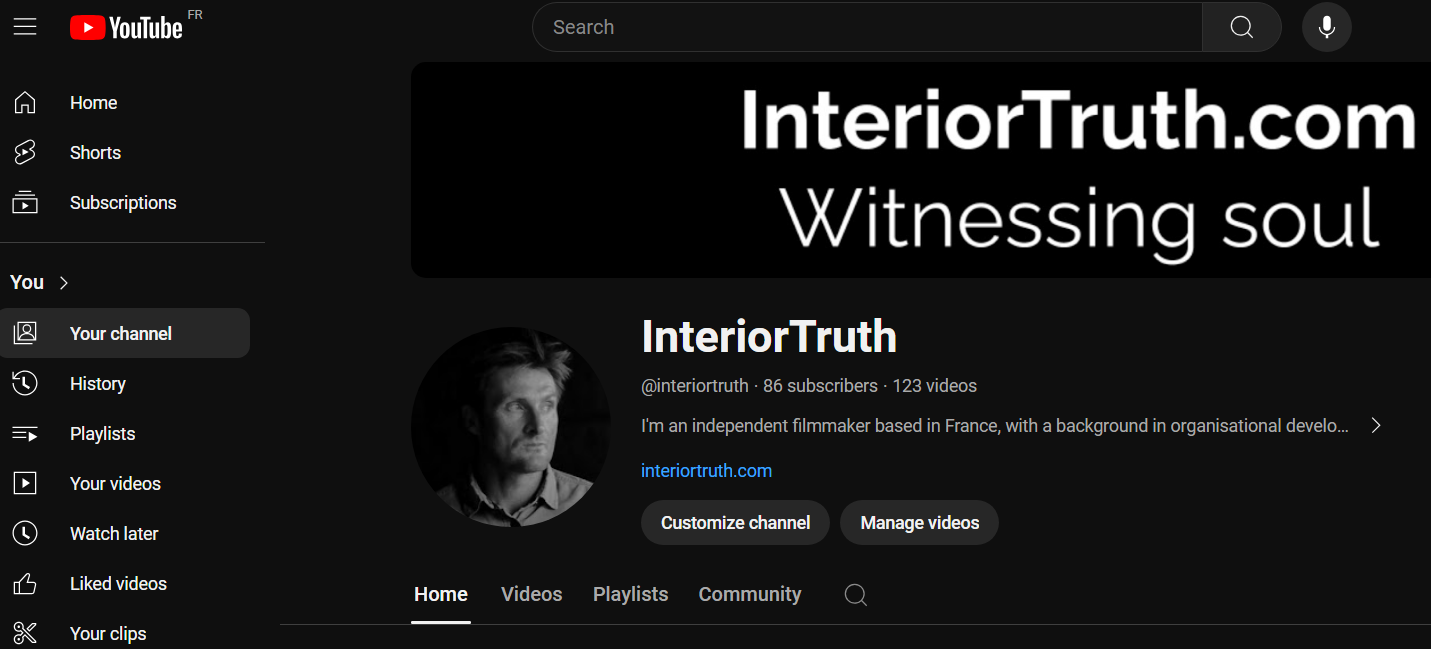 YouTube FR
Search
Home
Shorts
Subscriptions
You
Your channel
History
Playlists
Your videos
Watch later
Liked videos
Your clips
InteriorTruth.com
Witnessing soul
InteriorTruth
@interiortruth · 86 subscribers · 123 videos
I'm an independent filmmaker based in France, with a background in organisational develo...
interiortruth.com
Customize channel Manage videos
Home Videos Playlists Community